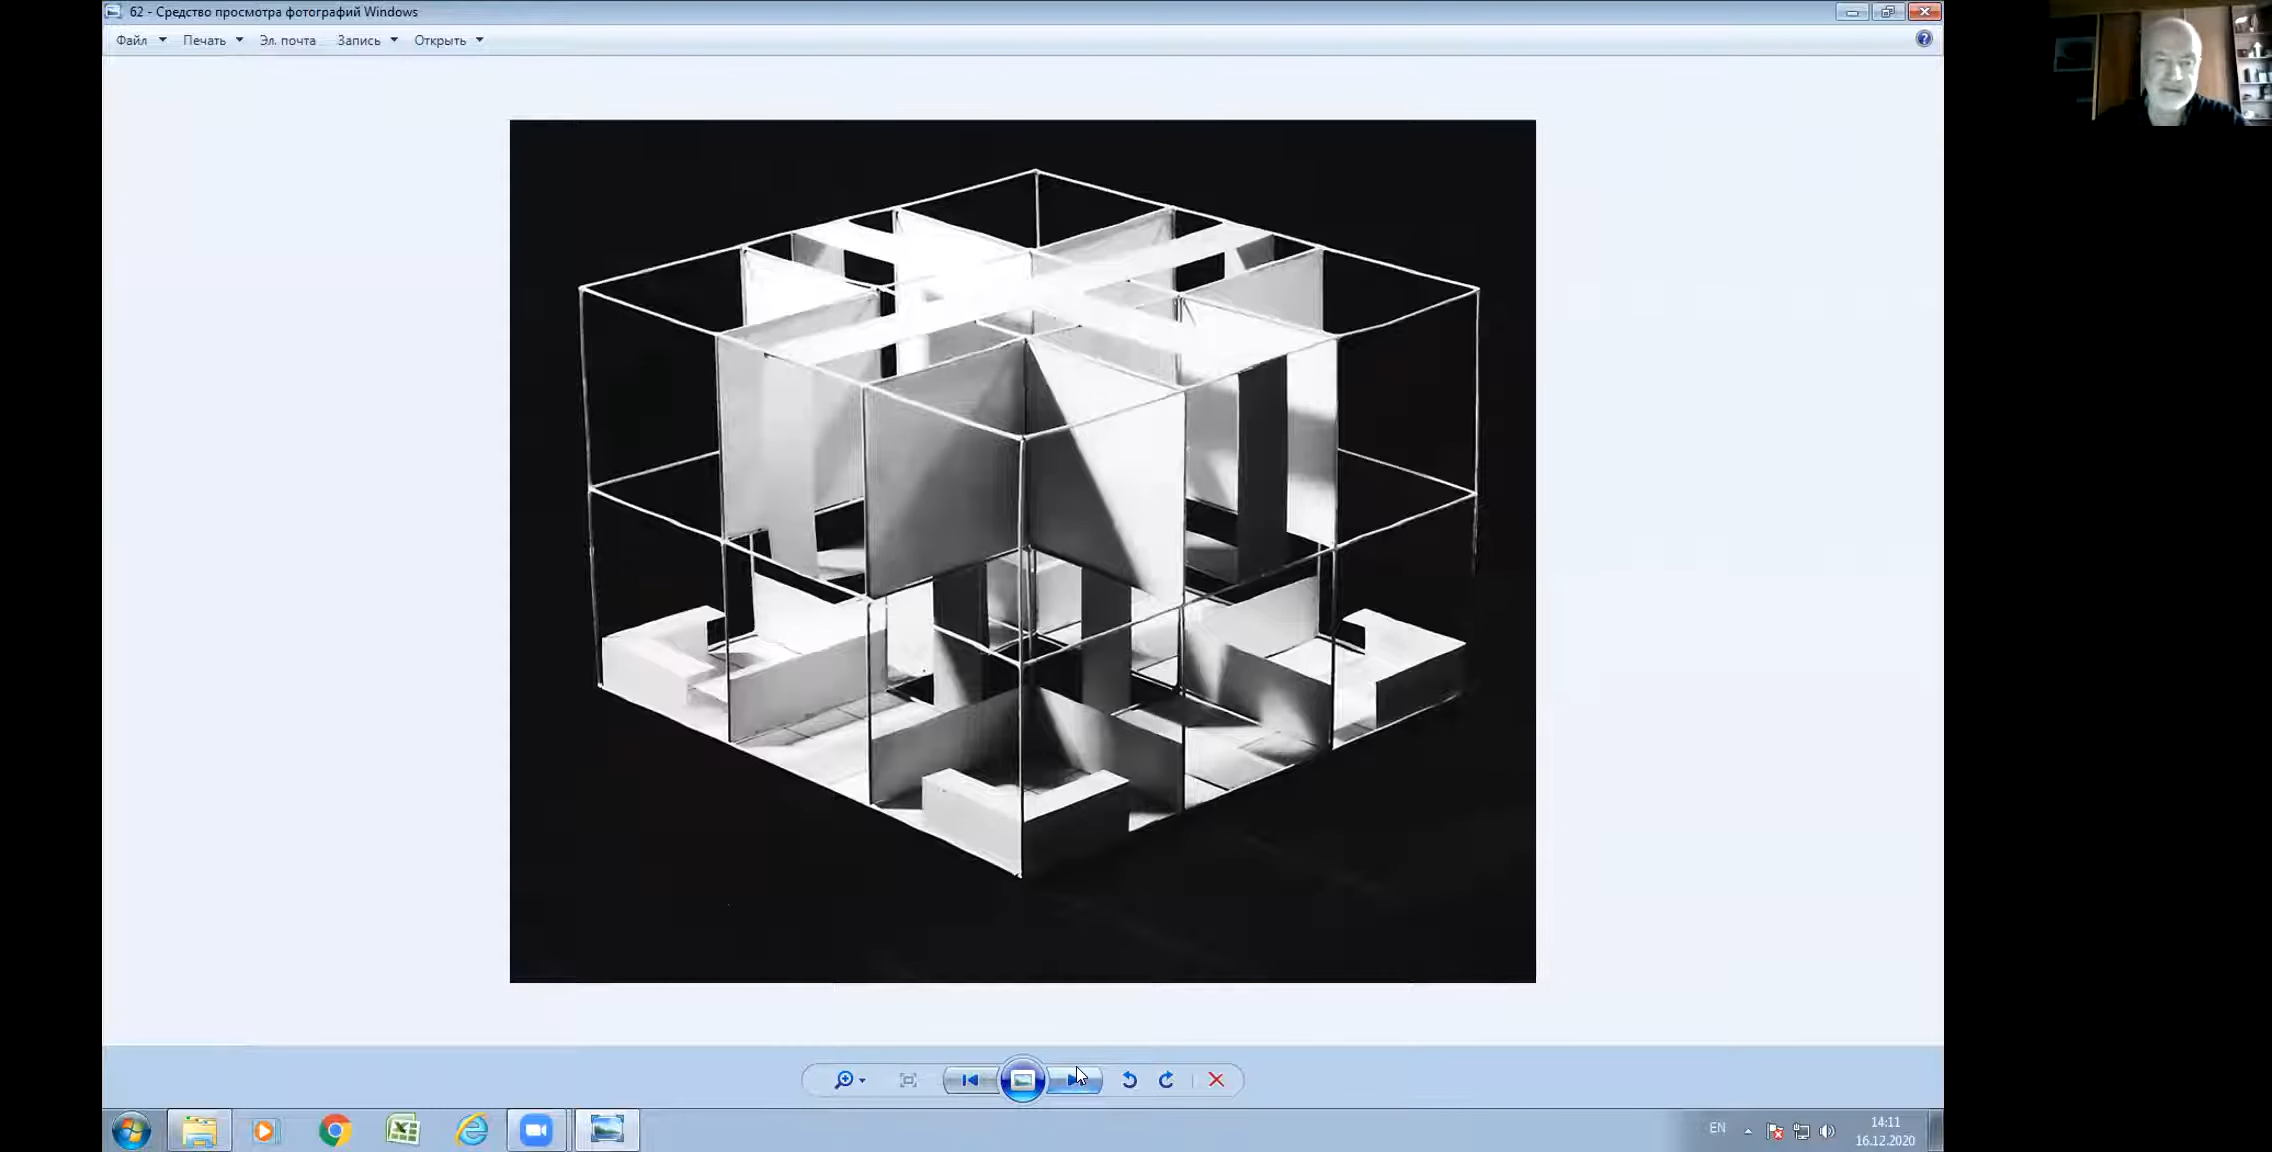 62 - Средство просмотра фотографий Windows
Файл Печать Эл. почта Запись Открыть
EN
14:11
16.12.2020